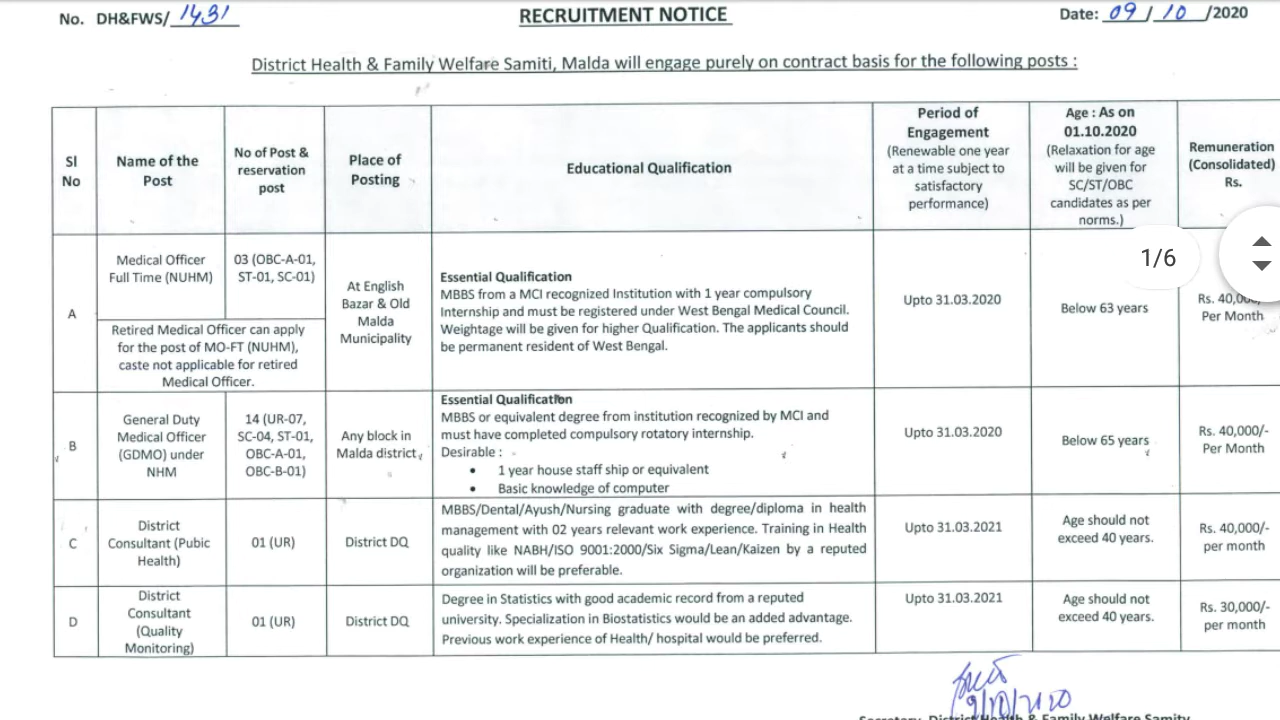 No. DH&FWS/ 1431
RECRUITMENT NOTICE
Date: 09 / 10 /2020
District Health & Family Welfare Samiti, Malda will engage purely on contract basis for the following posts :
Sl
No
Name of the
Post
No of Post &
reservation
post
Place of
Posting
Educational Qualification
Period of
Engagement
(Renewable one year
at a time subject to
satisfactory
performance)
Age : As on
01.10.2020
(Relaxation for age
will be given for
SC/ST/OBC
candidates as per
norms.)
Remuneration
(Consolidated)
Rs.
1/6
A
Medical Officer
Full Time (NUHM)
03 (OBC-A-01,
ST-01, SC-01)
Retired Medical Officer can apply
for the post of MO-FT (NUHM),
caste not applicable for retired
Medical Officer.
At English
Bazar & Old
Malda
Municipality
Essential Qualification
MBBS from a MCI recognized Institution with 1 year compulsory
Internship and must be registered under West Bengal Medical Council.
Weightage will be given for higher Qualification. The applicants should
be permanent resident of West Bengal.
Upto 31.03.2020
Below 63 years
Rs. 40,000/-
Per Month
B
General Duty
Medical Officer
(GDMO) under
NHM
14 (UR-07,
SC-04, ST-01,
OBC-A-01,
OBC-B-01)
Any block in
Malda district
Essential Qualification
MBBS or equivalent degree from institution recognized by MCI and
must have completed compulsory rotatory internship.
Desirable :
• 1 year house staff ship or equivalent
• Basic knowledge of computer
Upto 31.03.2020
Below 65 years
Rs. 40,000/-
Per Month
C
District
Consultant (Pubic
Health)
01 (UR)
District DQ
MBBS/Dental/Ayush/Nursing graduate with degree/diploma in health
management with 02 years relevant work experience. Training in Health
quality like NABH/ISO 9001:2000/Six Sigma/Lean/Kaizen by a reputed
organization will be preferable.
Upto 31.03.2021
Age should not
exceed 40 years.
Rs. 40,000/-
per month
D
District
Consultant
(Quality
Monitoring)
01 (UR)
District DQ
Degree in Statistics with good academic record from a reputed
university. Specialization in Biostatistics would be an added advantage.
Previous work experience of Health/ hospital would be preferred.
Upto 31.03.2021
Age should not
exceed 40 years.
Rs. 30,000/-
per month
9/10/2020
Secretary, District Health & Family Welfare Samity